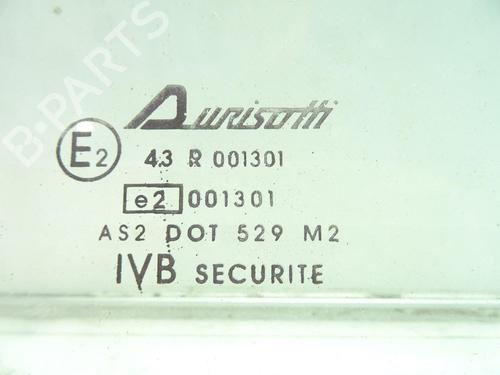 B-PARTS
Aurisotti
E2 43 R 001301
e2 001301
AS2 DOT 529 M2
IVB SECURITE